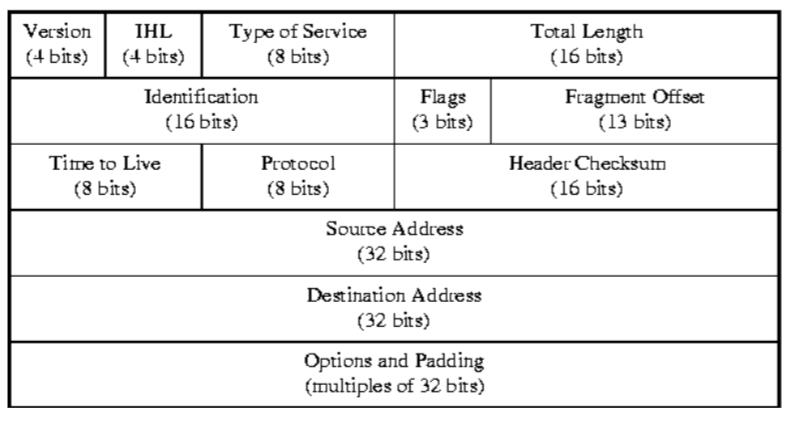 Version
(4 bits)
IHL
(4 bits)
Type of Service
(8 bits)
Total Length
(16 bits)
Identification
(16 bits)
Flags
(3 bits)
Fragment Offset
(13 bits)
Time to Live
(8 bits)
Protocol
(8 bits)
Header Checksum
(16 bits)
Source Address
(32 bits)
Destination Address
(32 bits)
Options and Padding
(multiples of 32 bits)